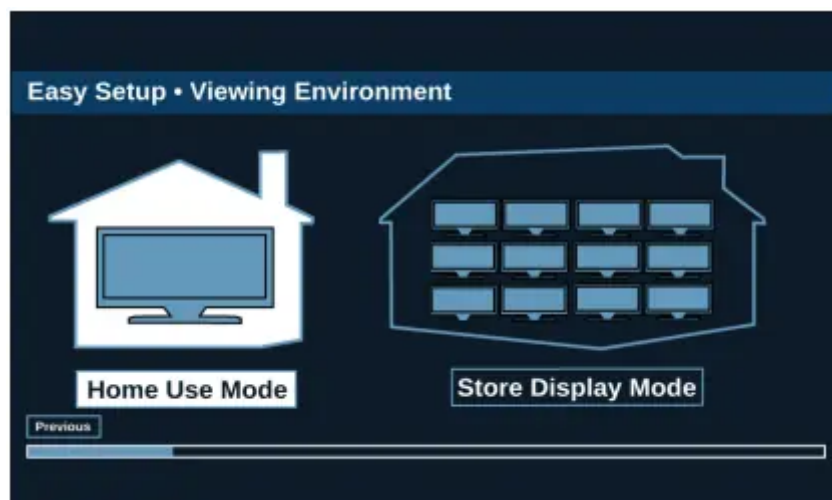 Easy Setup • Viewing Environment
Home Use Mode
Store Display Mode
Previous